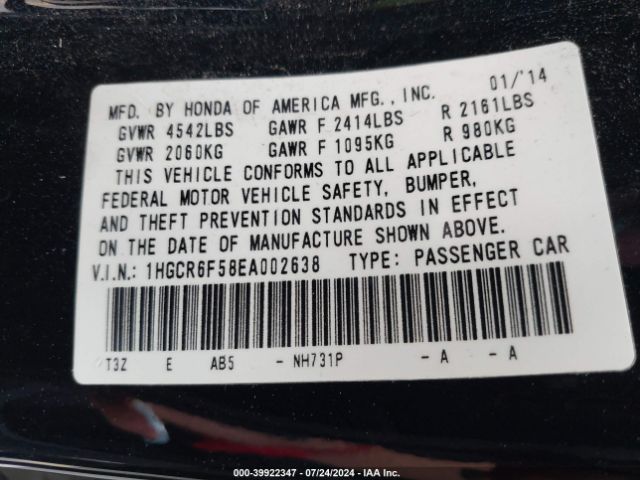 MFD. BY HONDA OF AMERICA MFG., INC. 01/'14
GVWR 4542LBS GAWR F 2414LBS R 2161LBS
GVWR 2060KG GAWR F 1095KG R 980KG
THIS VEHICLE CONFORMS TO ALL APPLICABLE
FEDERAL MOTOR VEHICLE SAFETY, BUMPER,
AND THEFT PREVENTION STANDARDS IN EFFECT
ON THE DATE OF MANUFACTURE SHOWN ABOVE.
V.I.N.: 1HGCR6F58EA002638 TYPE: PASSENGER CAR
T3Z E AB5 - NH731P - A - A
000-39922347 / 07/24/2024 - IAA Inc.